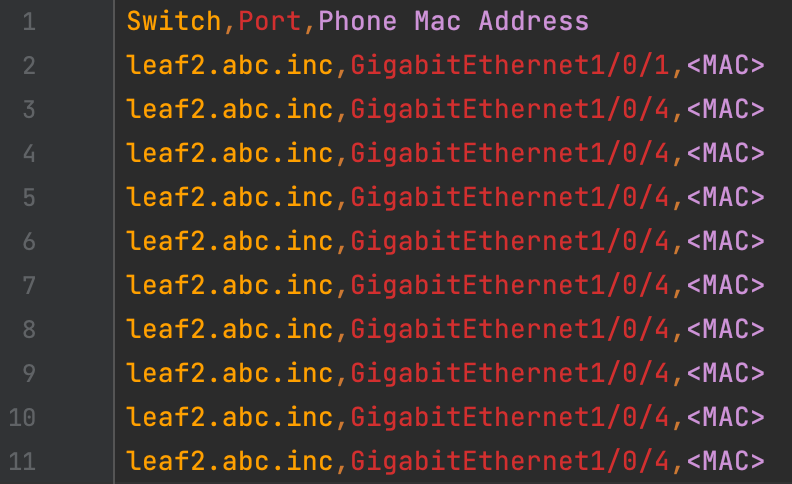 1 Switch,Port,Phone Mac Address
2 leaf2.abc.inc,GigabitEthernet1/0/1,<MAC>
3 leaf2.abc.inc,GigabitEthernet1/0/4,<MAC>
4 leaf2.abc.inc,GigabitEthernet1/0/4,<MAC>
5 leaf2.abc.inc,GigabitEthernet1/0/4,<MAC>
6 leaf2.abc.inc,GigabitEthernet1/0/4,<MAC>
7 leaf2.abc.inc,GigabitEthernet1/0/4,<MAC>
8 leaf2.abc.inc,GigabitEthernet1/0/4,<MAC>
9 leaf2.abc.inc,GigabitEthernet1/0/4,<MAC>
10 leaf2.abc.inc,GigabitEthernet1/0/4,<MAC>
11 leaf2.abc.inc,GigabitEthernet1/0/4,<MAC>